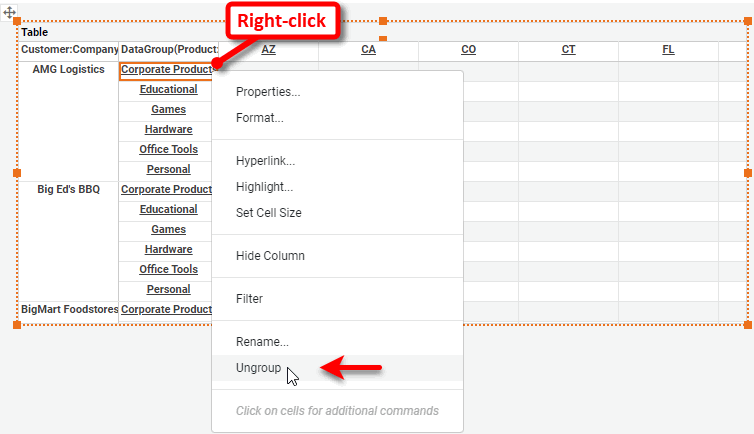 Right-click
Table
Customer:Company DataGroup(Product: AZ CA CO CT FL
AMG Logistics Corporate Product
Educational
Games
Hardware
Office Tools
Personal
Big Ed's BBQ Corporate Product
Educational
Games
Hardware
Office Tools
Personal
BigMart Foodstores Corporate Product
Properties...
Format...
Hyperlink...
Highlight...
Set Cell Size
Hide Column
Filter
Rename...
Ungroup
Click on cells for additional commands